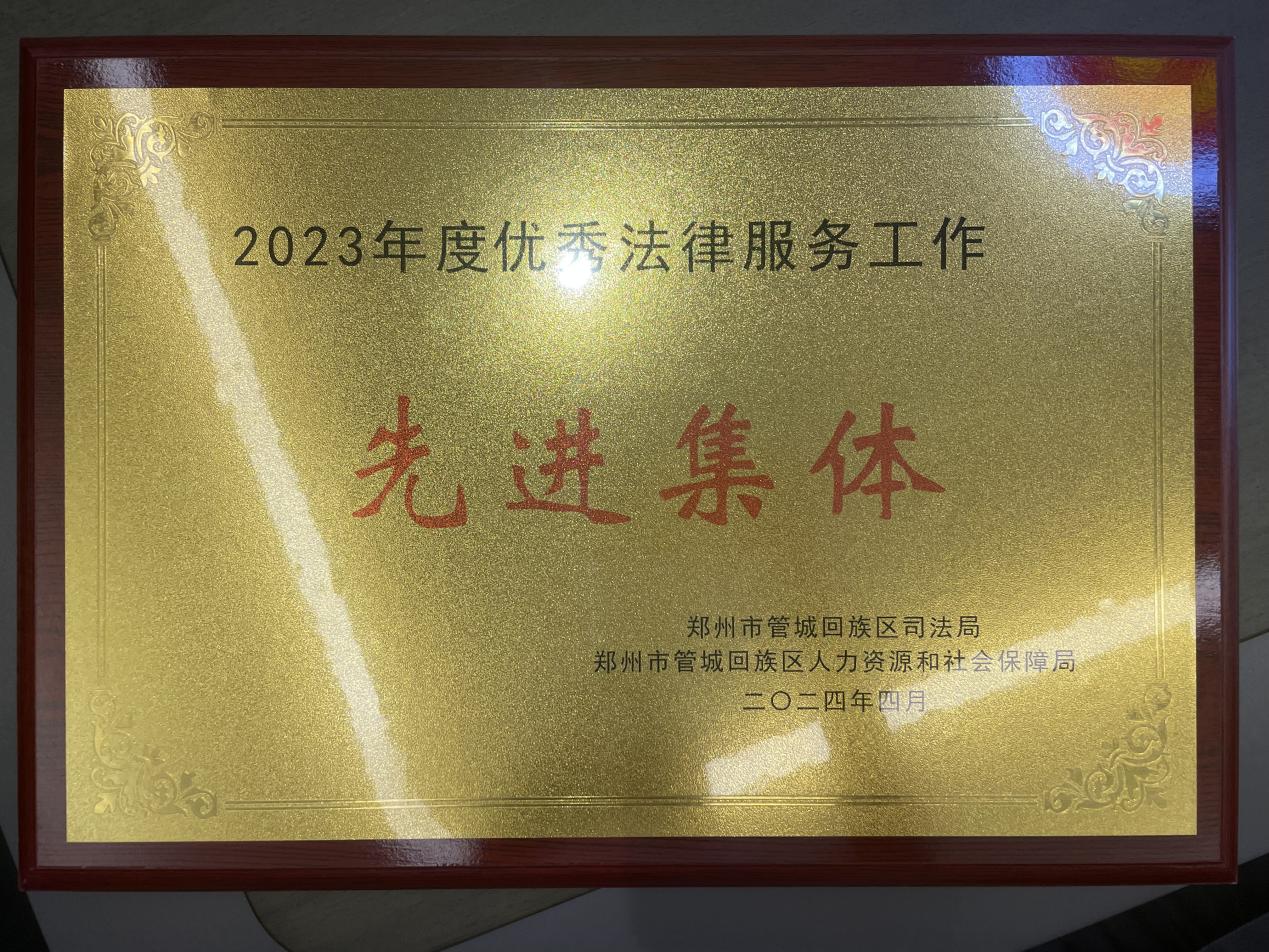 2023年度优秀法律服务工作
先进集体
郑州市管城回族区司法局
郑州市管城回族区人力资源和社会保障局
二〇二四年四月